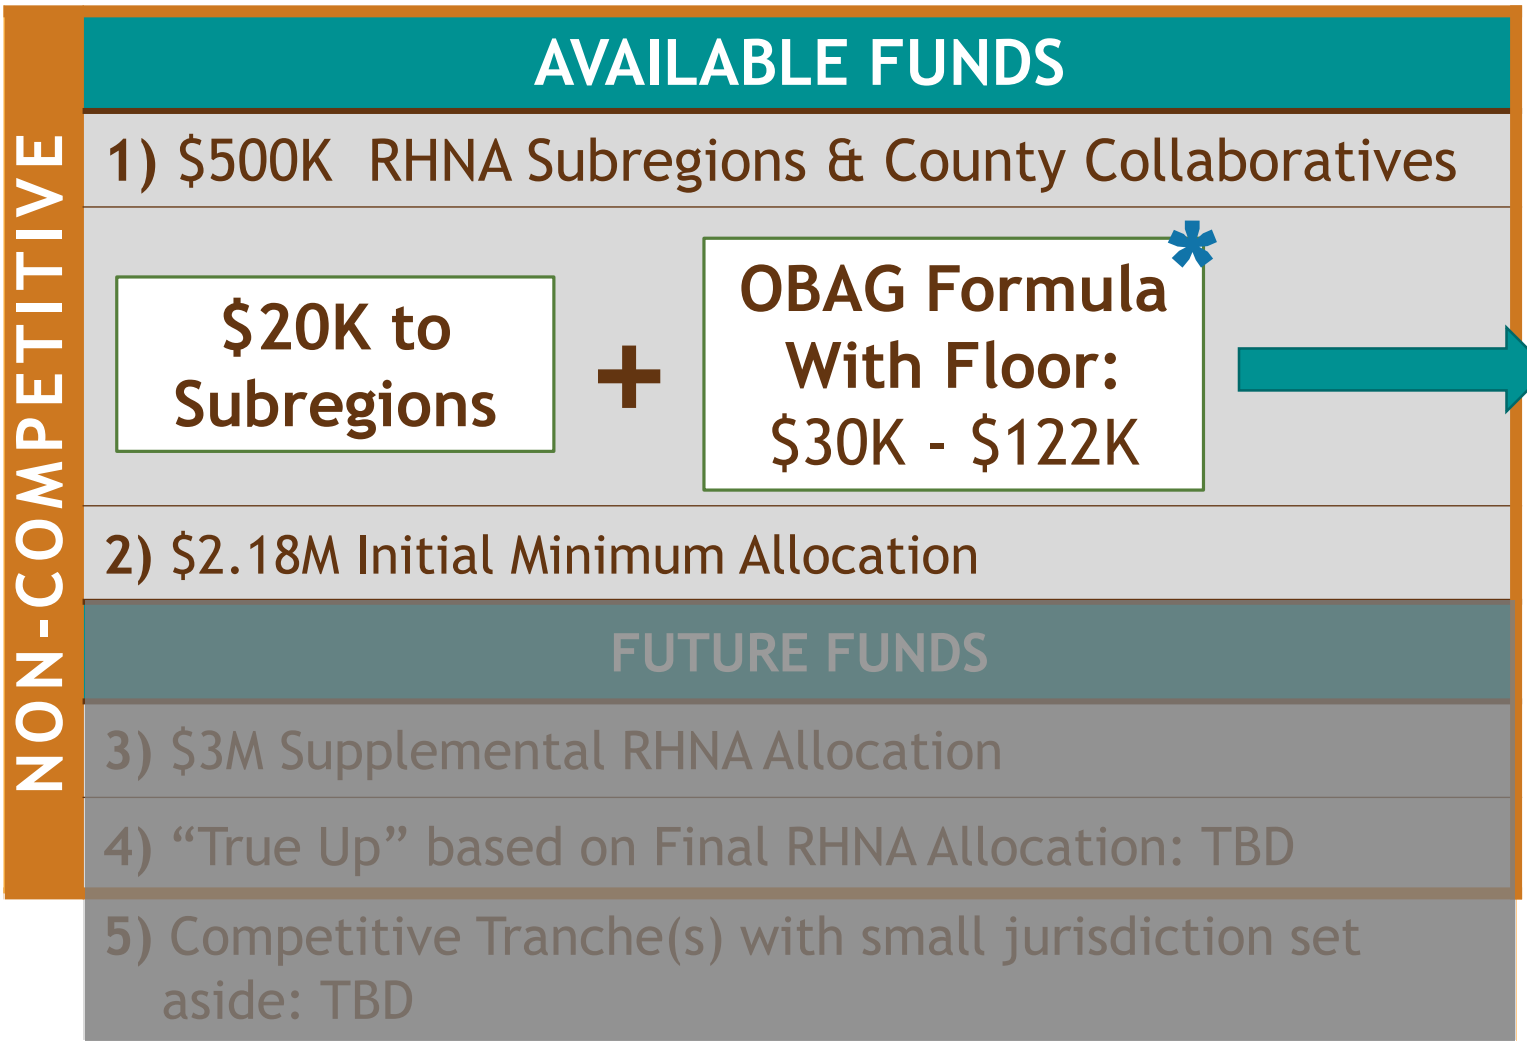 NON-COMPETITIVE
AVAILABLE FUNDS
1) $500K RHNA Subregions & County Collaboratives
$20K to
Subregions
+
OBAG Formula*
With Floor:
$30K - $122K
2) $2.18M Initial Minimum Allocation
FUTURE FUNDS
3) $3M Supplemental RHNA Allocation
4) “True Up” based on Final RHNA Allocation: TBD
5) Competitive Tranche(s) with small jurisdiction set
aside: TBD